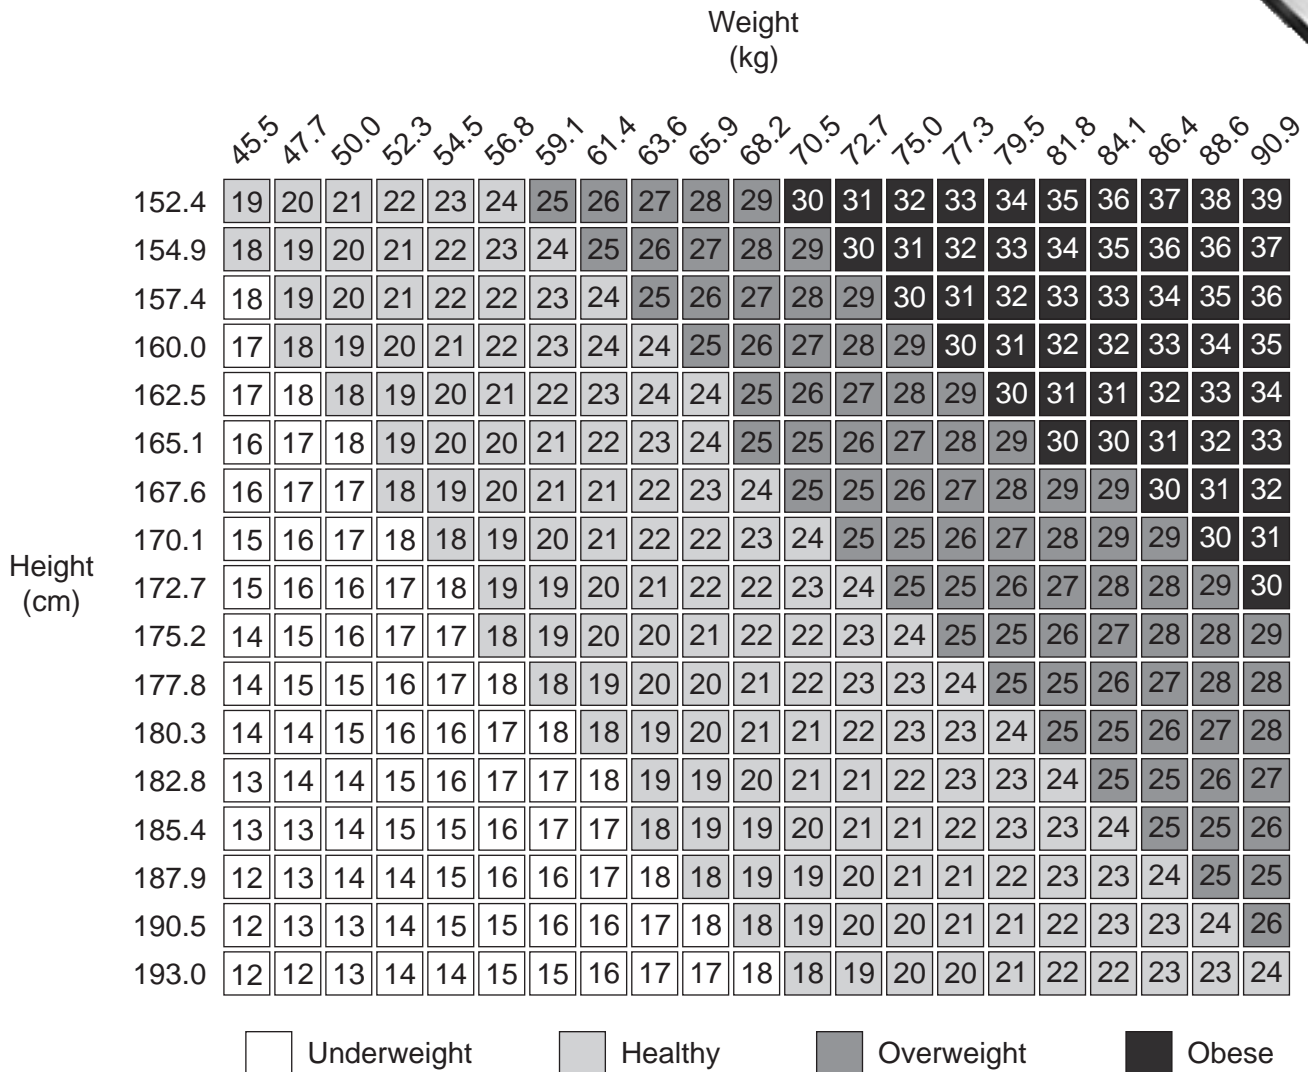 Weight
(kg)
45.5 47.7 50.0 52.3 54.5 56.8 59.1 61.4 63.6 65.9 68.2 70.5 72.7 75.0 77.3 79.5 81.8 84.1 86.4 88.6 90.9
152.4 19 20 21 22 23 24 25 26 27 28 29 30 31 32 33 34 35 36 37 38 39
154.9 18 19 20 21 22 23 24 25 26 27 28 29 30 31 32 33 34 35 36 36 37
157.4 18 19 20 21 22 22 23 24 25 26 27 28 29 30 31 32 33 33 34 35 36
160.0 17 18 19 20 21 22 23 24 24 25 26 27 28 29 30 31 32 32 33 34 35
162.5 17 18 18 19 20 21 22 23 24 24 25 26 27 28 29 30 31 31 32 33 34
165.1 16 17 18 19 20 20 21 22 23 24 25 25 26 27 28 29 30 30 31 32 33
167.6 16 17 17 18 19 20 21 21 22 23 24 25 25 26 27 28 29 29 30 31 32
170.1 15 16 17 18 18 19 20 21 22 22 23 24 25 25 26 27 28 29 29 30 31
Height
(cm)
172.7 15 16 16 17 18 19 19 20 21 22 22 23 24 25 25 26 27 28 28 29 30
175.2 14 15 16 17 17 18 19 20 20 21 22 22 23 24 25 25 26 27 28 28 29
177.8 14 15 15 16 17 18 18 19 20 20 21 22 23 23 24 25 25 26 27 28 28
180.3 14 14 15 16 16 17 18 18 19 20 21 21 22 23 23 24 25 25 26 27 28
182.8 13 14 14 15 16 17 17 18 19 19 20 21 21 22 23 23 24 25 25 26 27
185.4 13 13 14 15 15 16 17 17 18 19 19 20 21 21 22 23 23 24 25 25 26
187.9 12 13 14 14 15 16 16 17 18 18 19 19 20 21 21 22 23 23 24 25 25
190.5 12 13 13 14 15 15 16 16 17 18 18 19 20 20 21 21 22 23 23 24 26
193.0 12 12 13 14 14 15 15 16 17 17 18 18 19 20 20 21 22 22 23 23 24
Underweight Healthy Overweight Obese